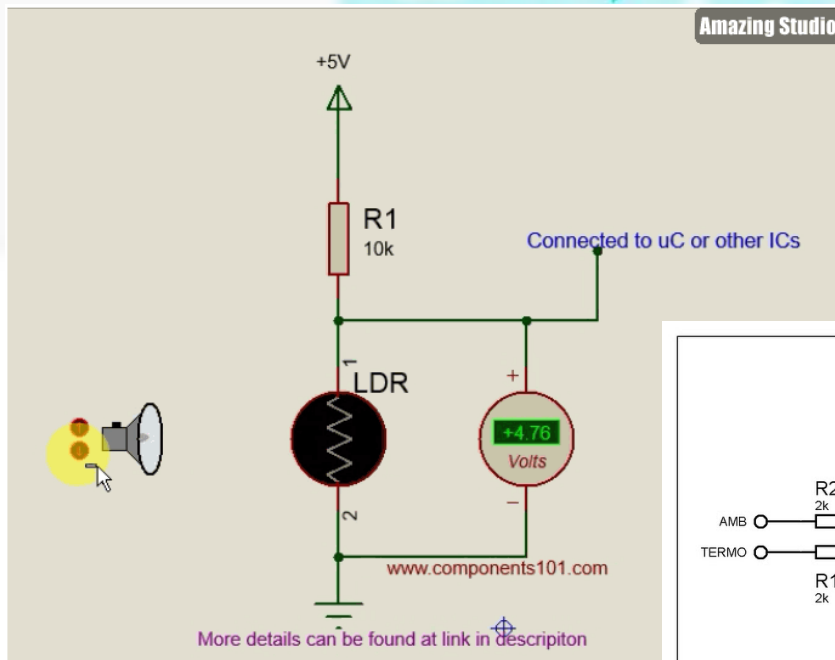 Amazing Studio
+5V
R1
10k
Connected to uC or other ICs
1
LDR
+
+4.76
Volts
−
2
www.components101.com
More details can be found at link in descripiton
R2
2k
AMB
TERMO
R1
2k